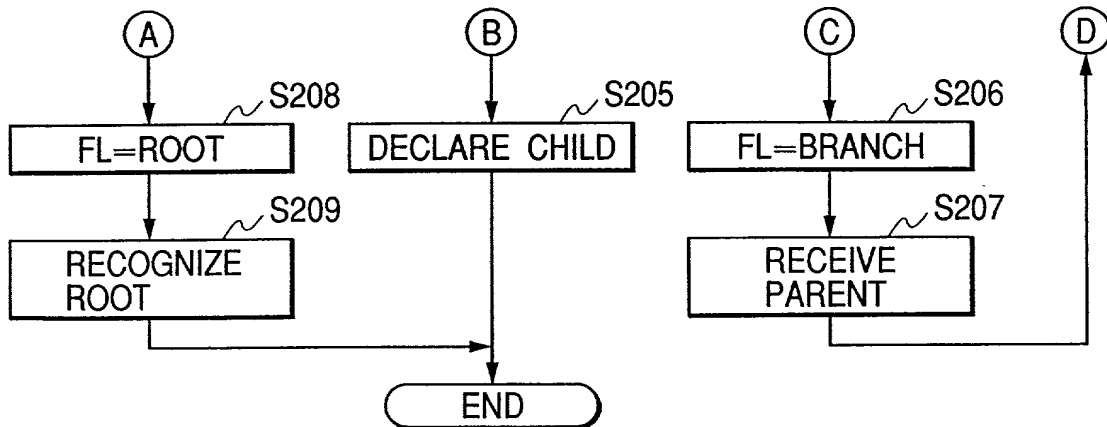 A
B
C
D
S208
S205
S206
FL=ROOT
DECLARE CHILD
FL=BRANCH
S209
S207
RECOGNIZE
ROOT
RECEIVE
PARENT
END